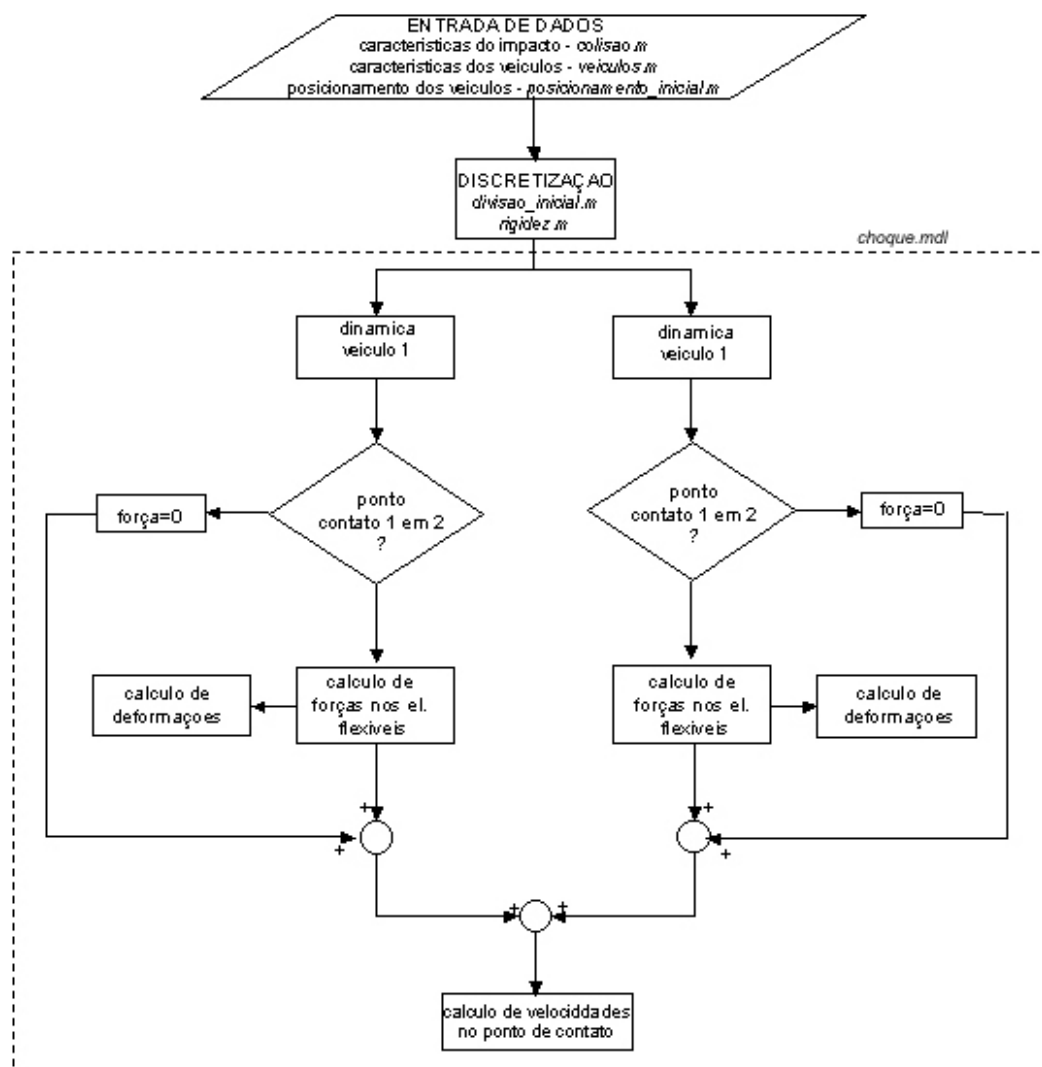 ENTRADA DE DADOS
caracteristicas do impacto - colisao.m
caracteristicas dos veiculos - veiculos.m
posicionamento dos veiculos - posicionamento_inicial.m
DISCRETIZAÇAO
divisao_inicial.m
rigidez.m
choque.mdl
dinamica
veiculo 1
dinamica
veiculo 1
ponto
contato 1 em 2
?
ponto
contato 1 em 2
?
força=0
força=0
calculo de
deformaçoes
calculo de
forças nos el.
flexiveis
calculo de
forças nos el.
flexiveis
calculo de
deformaçoes
+
+
+
+
+
+
calculo de velociddades
no ponto de contato